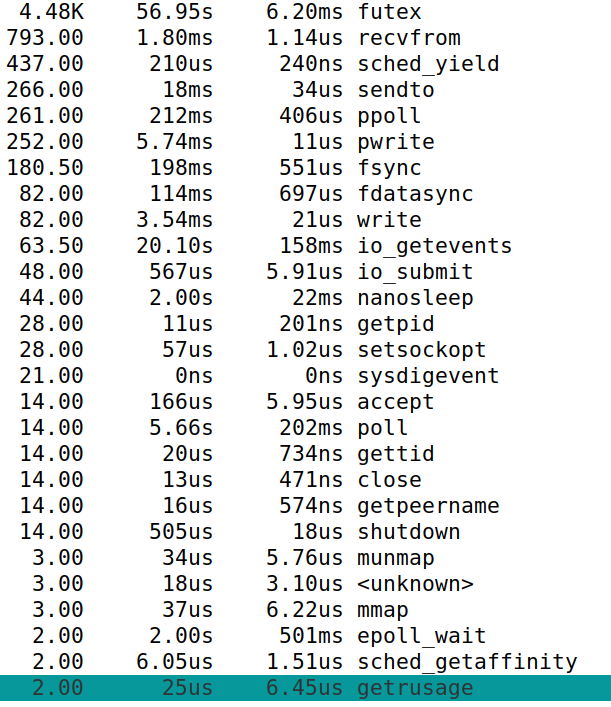 4.48K 56.95s 6.20ms futex
793.00 1.80ms 1.14us recvfrom
437.00 210us 240ns sched_yield
266.00 18ms 34us sendto
261.00 212ms 406us ppoll
252.00 5.74ms 11us pwrite
180.50 198ms 551us fsync
82.00 114ms 697us fdatasync
82.00 3.54ms 21us write
63.50 20.10s 158ms io_getevents
48.00 567us 5.91us io_submit
44.00 2.00s 22ms nanosleep
28.00 11us 201ns getpid
28.00 57us 1.02us setsockopt
21.00 0ns 0ns sysdigevent
14.00 166us 5.95us accept
14.00 5.66s 202ms poll
14.00 20us 734ns gettid
14.00 13us 471ns close
14.00 16us 574ns getpeername
14.00 505us 18us shutdown
3.00 34us 5.76us munmap
3.00 18us 3.10us <unknown>
3.00 37us 6.22us mmap
2.00 2.00s 501ms epoll_wait
2.00 6.05us 1.51us sched_getaffinity
2.00 25us 6.45us getrusage